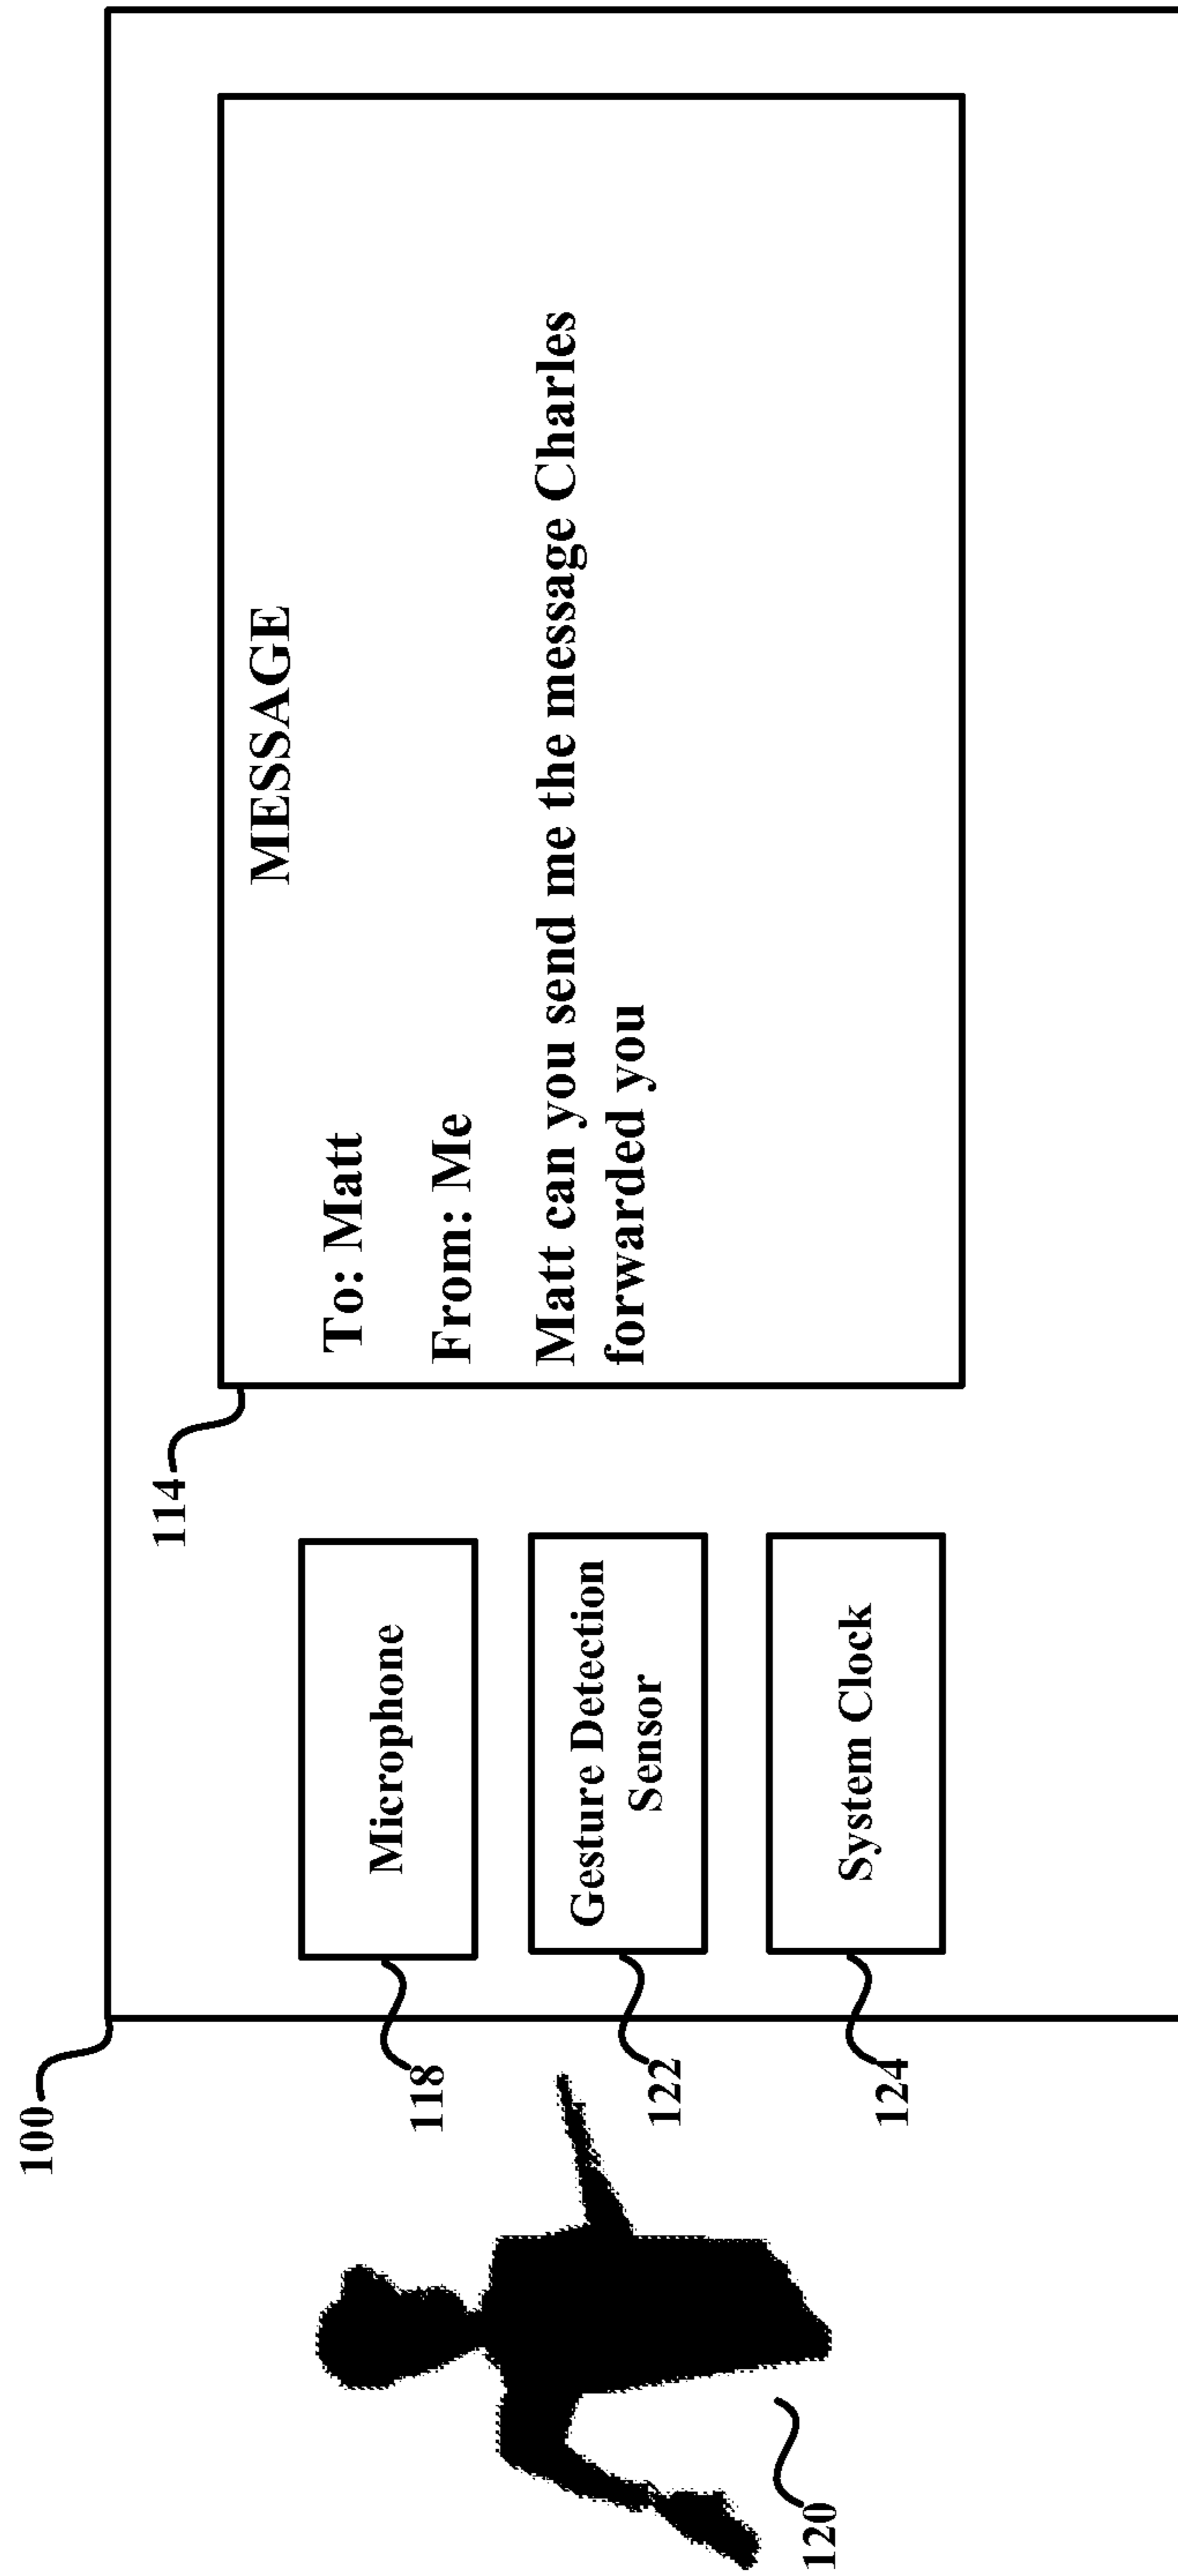 100
114
MESSAGE
To: Matt
From: Me
Matt can you send me the message Charles
forwarded you
118
Microphone
122
Gesture Detection
Sensor
124
System Clock
120